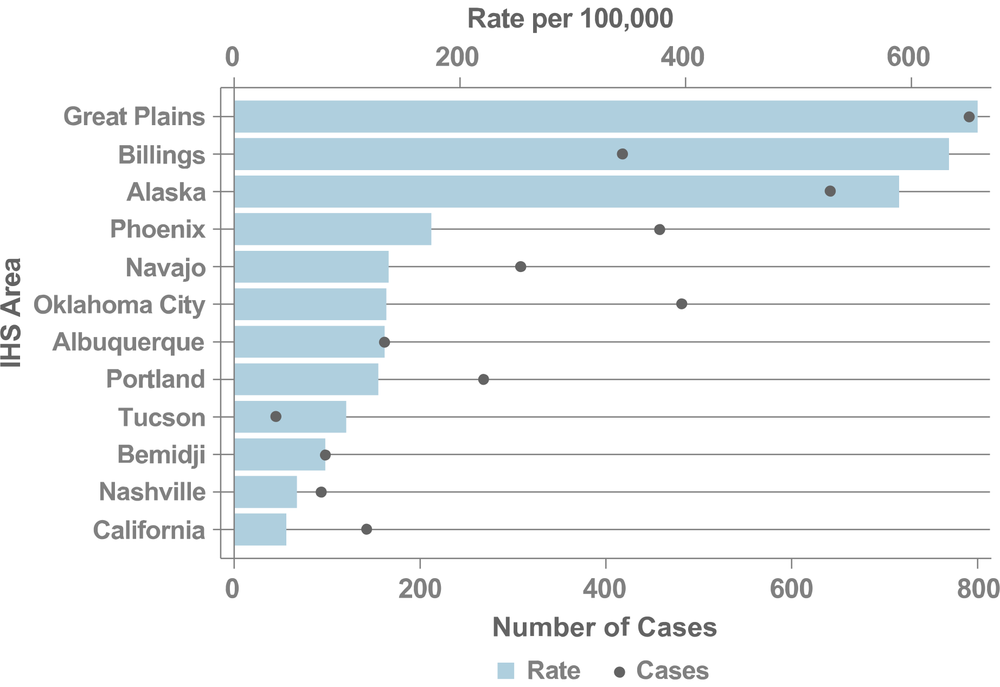 Rate per 100,000
0 200 400 600
Great Plains
Billings
Alaska
Phoenix
Navajo
Oklahoma City
Albuquerque
Portland
Tucson
Bemidji
Nashville
California
IHS Area
0 200 400 600 800
Number of Cases
Rate Cases